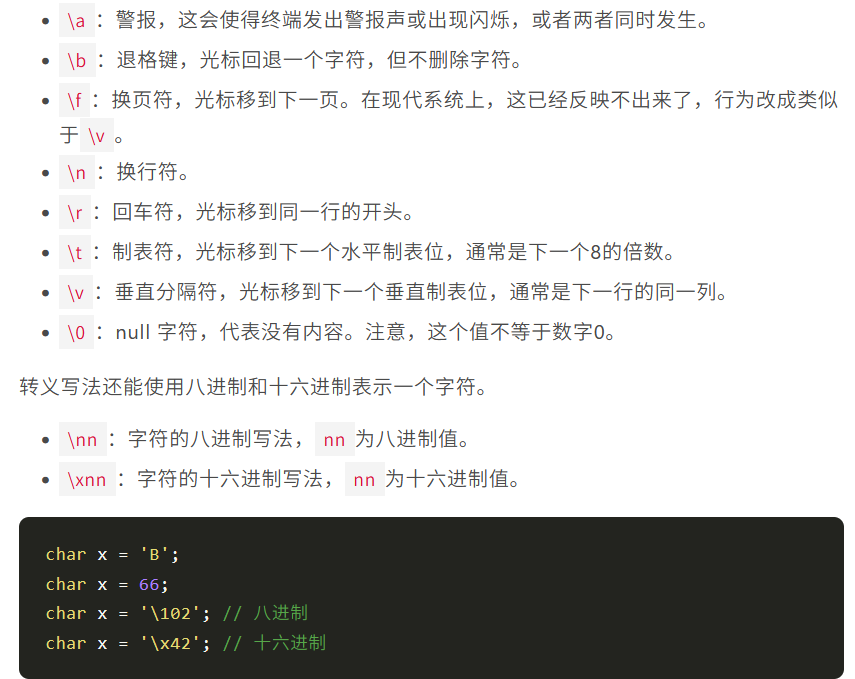 \a：警报，这会使得终端发出警报声或出现闪烁，或者两者同时发生。
\b：退格键，光标回退一个字符，但不删除字符。
\f：换页符，光标移到下一页。在现代系统上，这已经反映不出来了，行为改成类似
于\v。
\n：换行符。
\r：回车符，光标移到同一行的开头。
\t：制表符，光标移到下一个水平制表位，通常是下一个8的倍数。
\v：垂直分隔符，光标移到下一个垂直制表位，通常是下一行的同一列。
\0：null 字符，代表没有内容。注意，这个值不等于数字0。
转义写法还能使用八进制和十六进制表示一个字符。
\nn：字符的八进制写法，nn为八进制值。
\xnn：字符的十六进制写法，nn为十六进制值。
char x = 'B';
char x = 66;
char x = '\102'; // 八进制
char x = '\x42'; // 十六进制